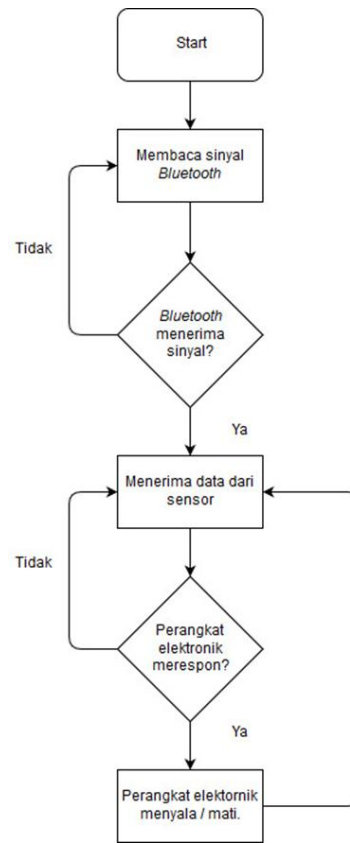 Start
Membaca sinyal
Bluetooth
Tidak
Bluetooth
menerima
sinyal?
Ya
Menerima data dari
sensor
Tidak
Perangkat
elektronik
merespon?
Ya
Perangkat elektornik
menyala / mati.